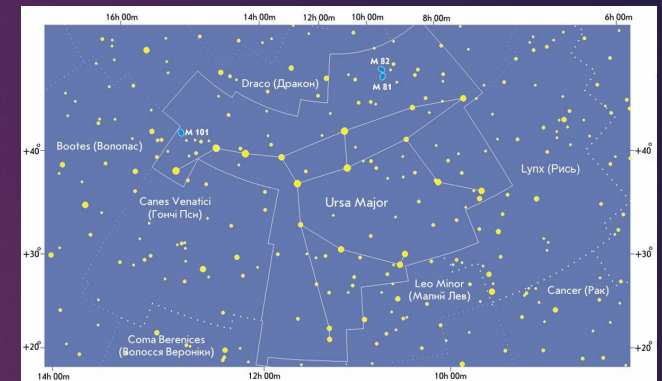 16h 00m 14h 00m 12h 00m 10h 00m 8h 00m 6h 00m
M 82
M 81
Draco (Дракон)
M 101
Bootes (Волопас)
+40° +40°
Lynx (Рись)
Canes Venatici
(Гончі Пси)
Ursa Major
+30° +30°
Leo Minor
(Малий Лев)
Cancer (Рак)
Coma Berenices
(Волосся Вероніки)
+20° +20°
14h 00m 12h 00m 10h 00m